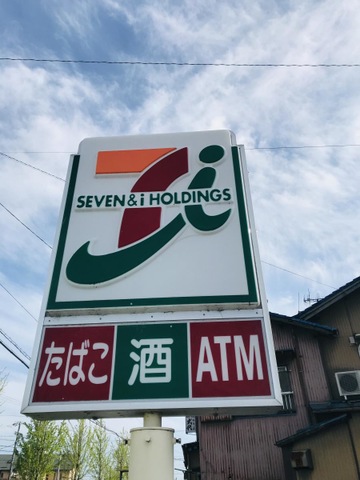 SEVEN & i HOLDINGS
たばこ 酒 ATM